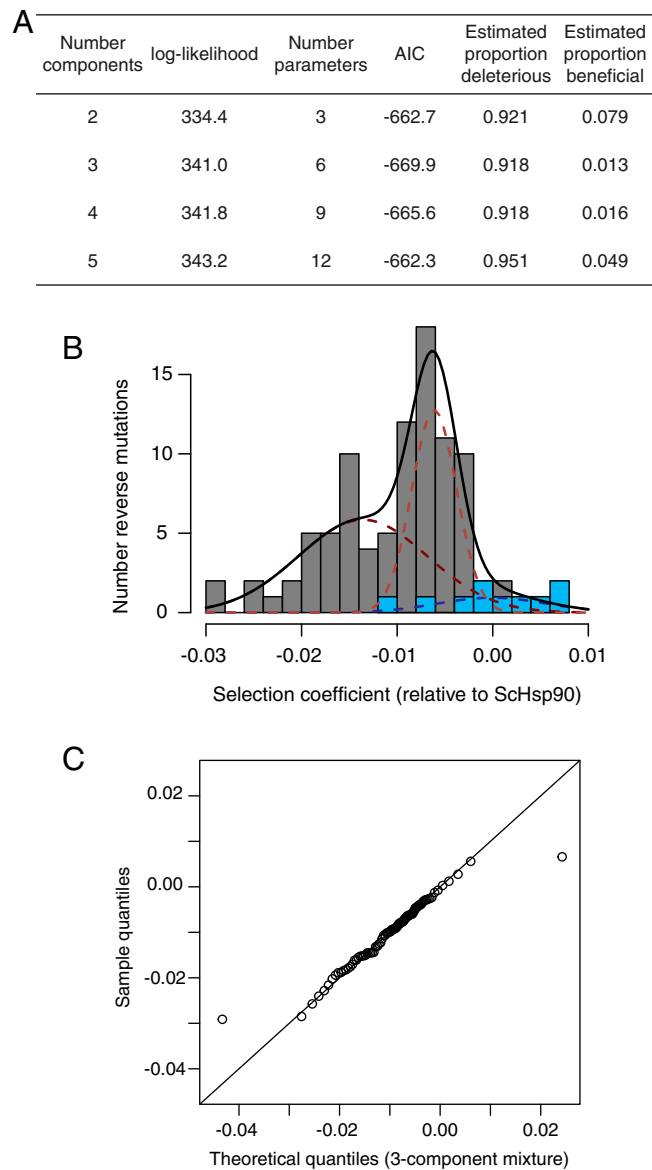 A
Number components
log-likelihood
Number parameters
AIC
Estimated proportion deleterious
Estimated proportion beneficial
2 334.4 3 -662.7 0.921 0.079
3 341.0 6 -669.9 0.918 0.013
4 341.8 9 -665.6 0.918 0.016
5 343.2 12 -662.3 0.951 0.049
B
Number reverse mutations
15
10
5
0
-0.03 -0.02 -0.01 0.00 0.01
Selection coefficient (relative to ScHsp90)
C
Sample quantiles
0.02
0.00
-0.02
-0.04
-0.04 -0.02 0.00 0.02
Theoretical quantiles (3-component mixture)